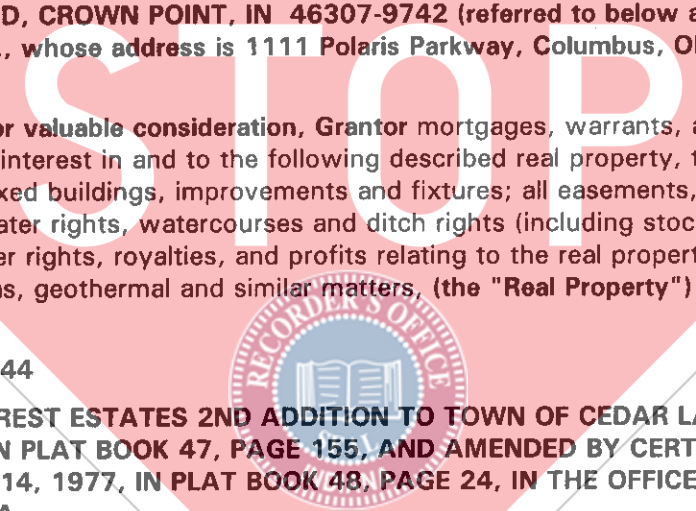 D, CROWN POINT, IN 46307-9742 (referred to below a
., whose address is 1111 Polaris Parkway, Columbus, O
STOP
or valuable consideration, Grantor mortgages, warrants, a
interest in and to the following described real property, t
xed buildings, improvements and fixtures; all easements,
ater rights, watercourses and ditch rights (including stoc
er rights, royalties, and profits relating to the real propert
s, geothermal and similar matters, (the "Real Property")
RECORDER'S OFFICE
44
REST ESTATES 2ND ADDITION TO TOWN OF CEDAR LA
N PLAT BOOK 47, PAGE 155, AND AMENDED BY CERT
SEAL
14, 1977, IN PLAT BOOK 48, PAGE 24, IN THE OFFICE
INDIANA